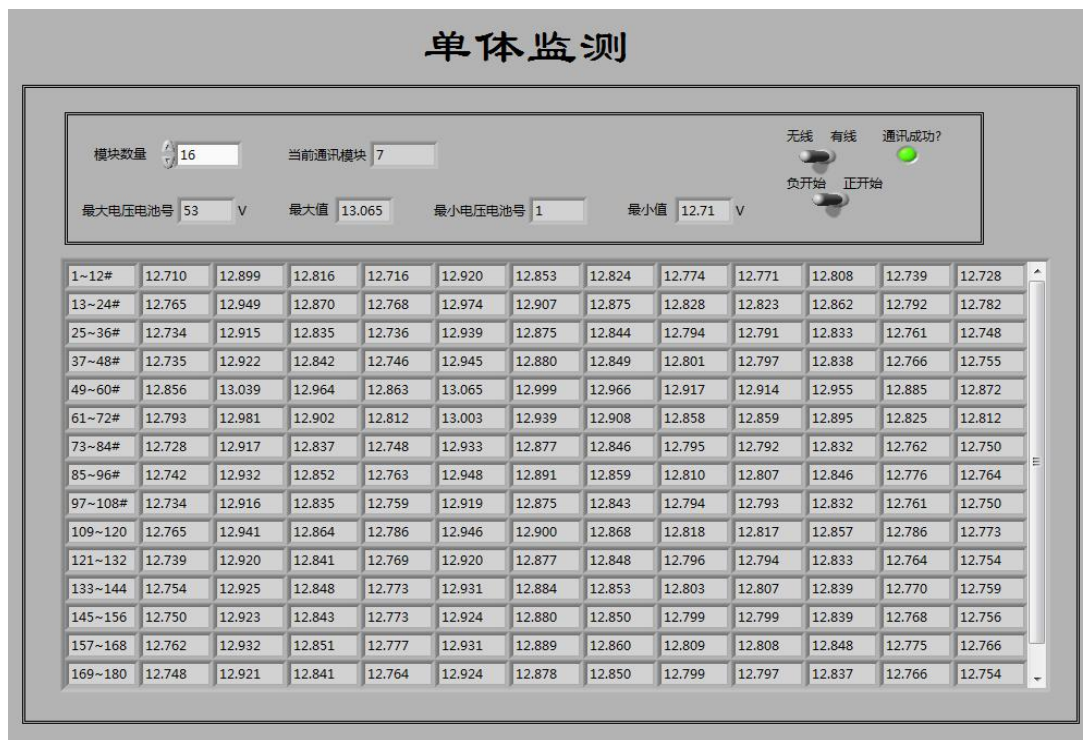 单体监测
无线 有线 通讯成功?
模块数量 16 当前通讯模块 7
负开始 正开始
最大电压电池号 53 V 最大值 13.065 最小电压电池号 1 最小值 12.71 V
1~12# 12.710 12.899 12.816 12.716 12.920 12.853 12.824 12.774 12.771 12.808 12.739 12.728
13~24# 12.765 12.949 12.870 12.768 12.974 12.907 12.875 12.828 12.823 12.862 12.792 12.782
25~36# 12.734 12.915 12.835 12.736 12.939 12.875 12.844 12.794 12.791 12.833 12.761 12.748
37~48# 12.735 12.922 12.842 12.746 12.945 12.880 12.849 12.801 12.797 12.838 12.766 12.755
49~60# 12.856 13.039 12.964 12.863 13.065 12.999 12.966 12.917 12.914 12.955 12.885 12.872
61~72# 12.793 12.981 12.902 12.812 13.003 12.939 12.908 12.858 12.859 12.895 12.825 12.812
73~84# 12.728 12.917 12.837 12.748 12.933 12.877 12.846 12.795 12.792 12.832 12.762 12.750
85~96# 12.742 12.932 12.852 12.763 12.948 12.891 12.859 12.810 12.807 12.846 12.776 12.764
97~108# 12.734 12.916 12.835 12.759 12.919 12.875 12.843 12.794 12.793 12.832 12.761 12.750
109~120 12.765 12.941 12.864 12.786 12.946 12.900 12.868 12.818 12.817 12.857 12.786 12.773
121~132 12.739 12.920 12.841 12.769 12.920 12.877 12.848 12.796 12.794 12.833 12.764 12.754
133~144 12.754 12.925 12.848 12.773 12.931 12.884 12.853 12.803 12.807 12.839 12.770 12.759
145~156 12.750 12.923 12.843 12.773 12.924 12.880 12.850 12.799 12.799 12.839 12.768 12.756
157~168 12.762 12.932 12.851 12.777 12.931 12.889 12.860 12.809 12.808 12.848 12.775 12.766
169~180 12.748 12.921 12.841 12.764 12.924 12.878 12.850 12.799 12.797 12.837 12.766 12.754